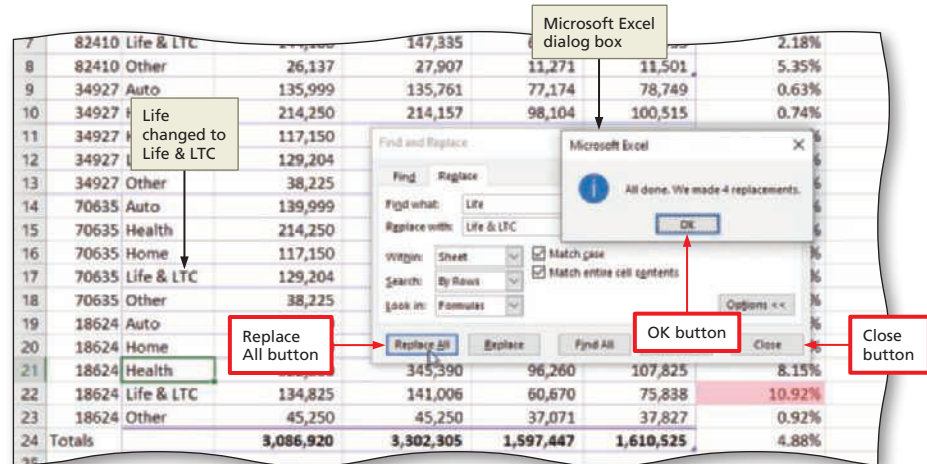 Microsoft Excel
dialog box
7 82410 Life & LTC 147,335 2.18%
8 82410 Other 26,137 27,907 11,271 11,501 5.35%
9 34927 Auto 135,999 135,761 77,174 78,749 0.63%
10 34927 214,250 214,157 98,104 100,515 0.74%
Life
changed to
Life & LTC
11 34927 117,150
12 34927 129,204
13 34927 Other 38,225
14 70635 Auto 139,999
15 70635 Health 214,250
16 70635 Home 117,150
17 70635 Life & LTC 129,204
18 70635 Other 38,225
19 18624 Auto
20 18624 Home
21 18624 Health 345,390 96,260 107,825 8.15%
22 18624 Life & LTC 134,825 141,006 60,670 75,838 10.92%
23 18624 Other 45,250 45,250 37,071 37,827 0.92%
24 Totals 3,086,920 3,302,305 1,597,447 1,610,525 4.88%
Find and Replace
Find Replace
Find what: Life
Replace with: Life & LTC
Within: Sheet
Match case
Search: By Rows
Match entire cell contents
Look in: Formulas
Options <<
Replace All Replace Find All Close
Microsoft Excel
All done. We made 4 replacements.
OK
Replace
All button
OK button
Close
button